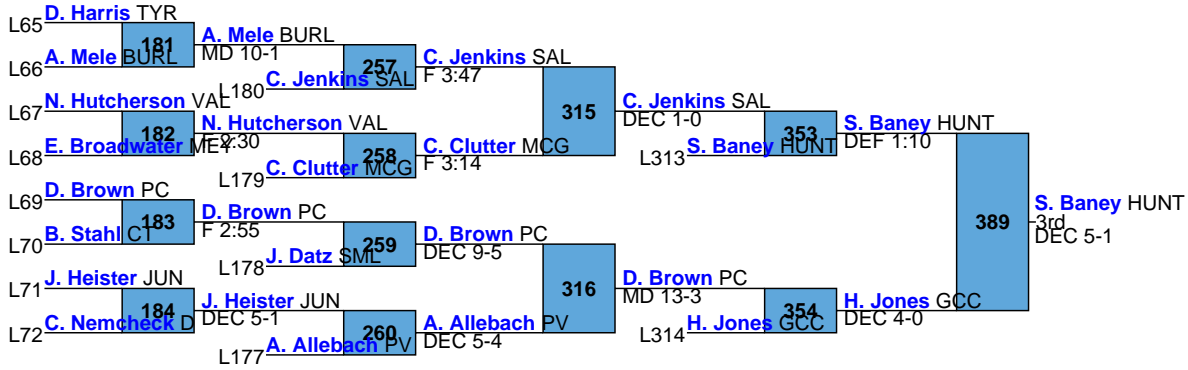 L65 D. Harris TYR
181
L66 A. Mele BURL
A. Mele BURL
MD 10-1
257
L180 C. Jenkins SAL
C. Jenkins SAL
F 3:47
L67 N. Hutcherson VAL
182
L68 E. Broadwater MET
N. Hutcherson VAL
F 2:30
258
L179 C. Clutter MCG
C. Clutter MCG
F 3:14
315
C. Jenkins SAL
DEC 1-0
353
L313 S. Baney HUNT
S. Baney HUNT
DEF 1:10
L69 D. Brown PC
183
L70 B. Stahl CT
D. Brown PC
F 2:55
259
L178 J. Datz SML
D. Brown PC
DEC 9-5
L71 J. Heister JUN
184
L72 C. Nemcheck D
J. Heister JUN
DEC 5-1
260
L177 A. Allebach PV
A. Allebach PV
DEC 5-4
316
D. Brown PC
MD 13-3
354
L314 H. Jones GCC
H. Jones GCC
DEC 4-0
389
S. Baney HUNT
3rd
DEC 5-1